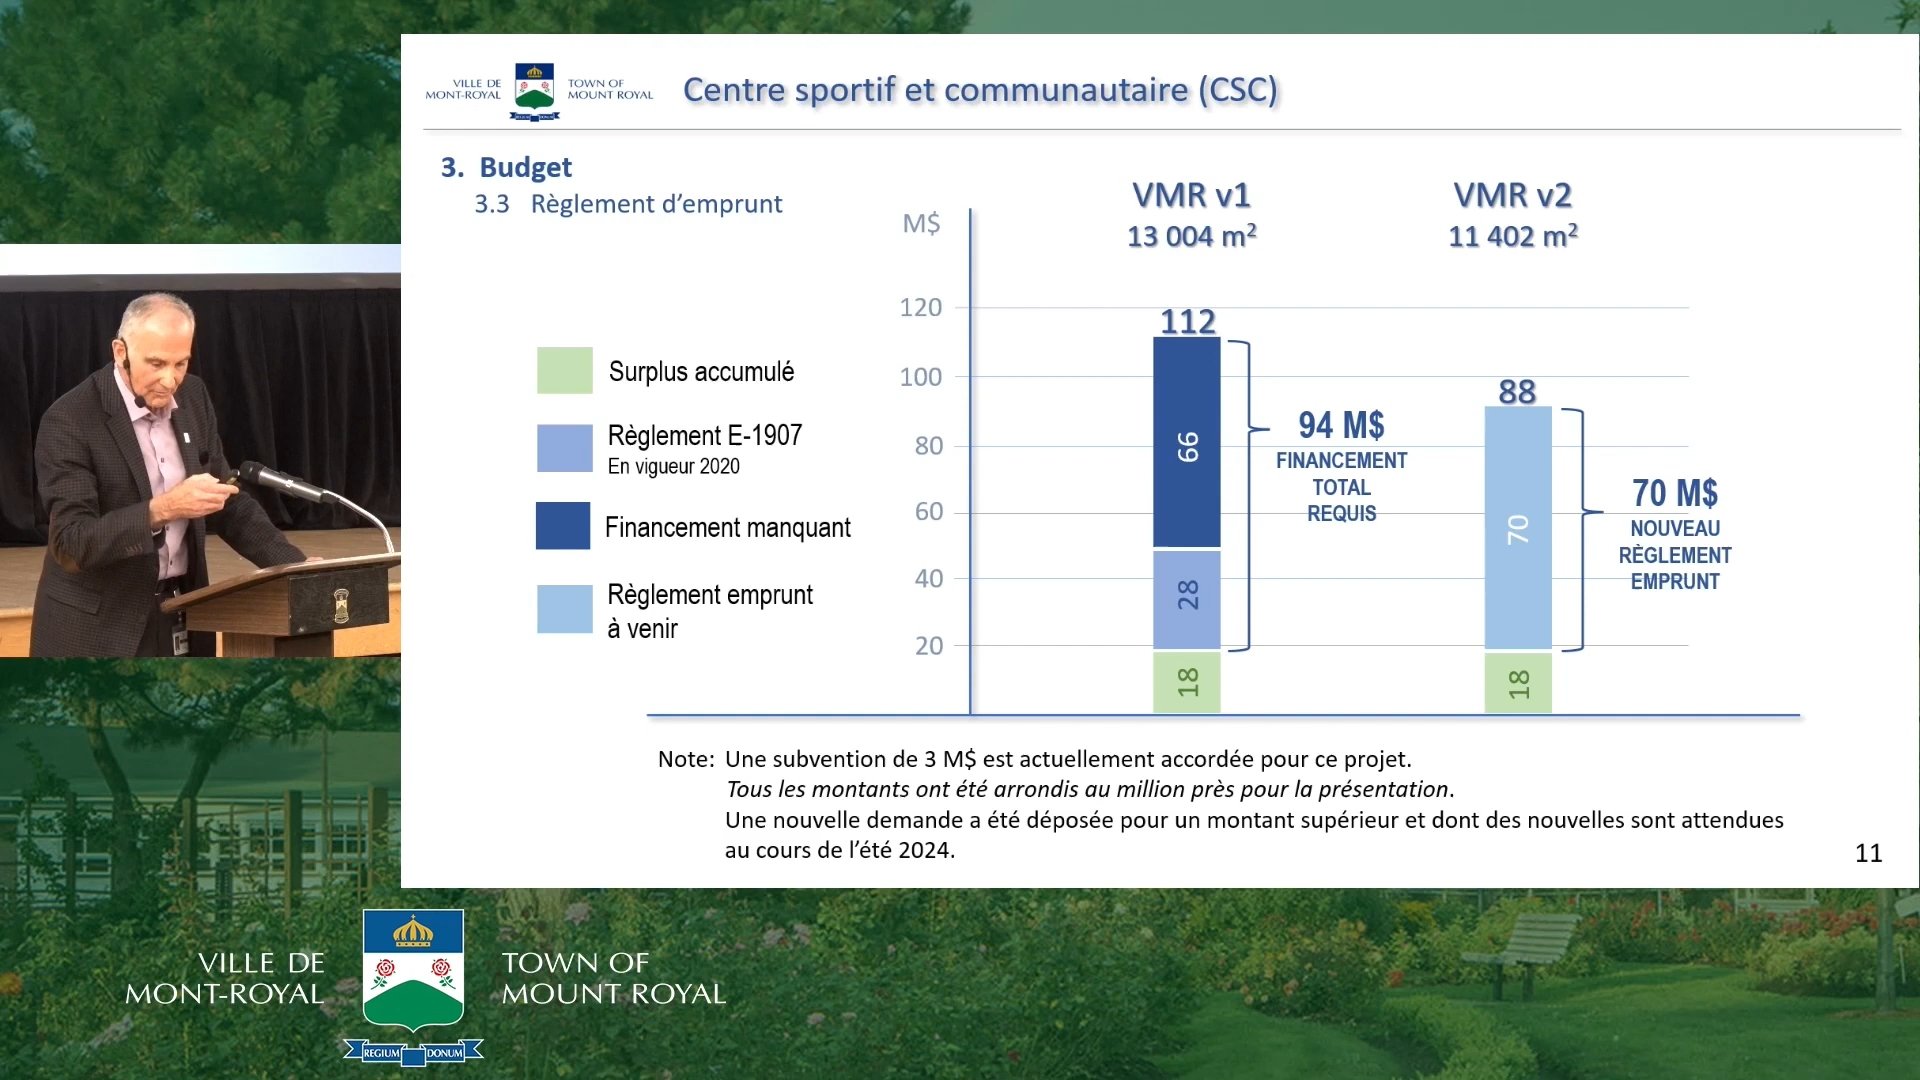 VILLE DE
MONT-ROYAL
TOWN OF
MOUNT ROYAL
REGIUM DONUM
Centre sportif et communautaire (CSC)
3. Budget
3.3 Règlement d'emprunt
Surplus accumulé
Règlement E-1907
En vigueur 2020
Financement manquant
Règlement emprunt
à venir
M$
120
100
80
60
40
20
VMR v1
13 004 m²
112
66
28
18
94 M$
FINANCEMENT
TOTAL
REQUIS
VMR v2
11 402 m²
88
70
18
70 M$
NOUVEAU
RÈGLEMENT
EMPRUNT
Note: Une subvention de 3 M$ est actuellement accordée pour ce projet.
Tous les montants ont été arrondis au million près pour la présentation.
Une nouvelle demande a été déposée pour un montant supérieur et dont des nouvelles sont attendues
au cours de l'été 2024.
11
VILLE DE
MONT-ROYAL
REGIUM DONUM
TOWN OF
MOUNT ROYAL